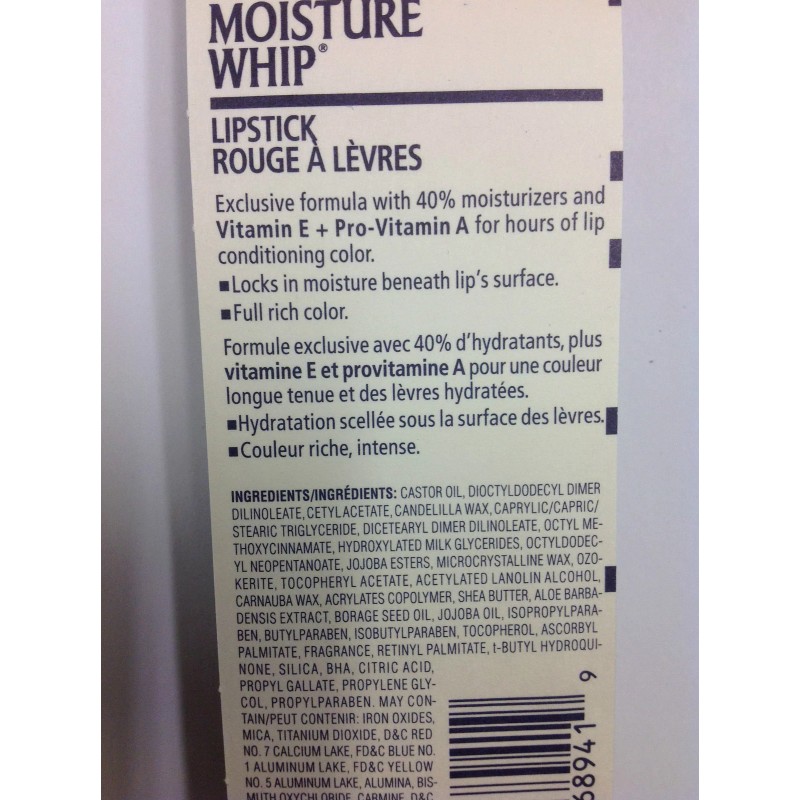 MOISTURE
WHIP®
LIPSTICK
ROUGE À LÈVRES
Exclusive formula with 40% moisturizers and
Vitamin E + Pro-Vitamin A for hours of lip
conditioning color.
■Locks in moisture beneath lip's surface.
■Full rich color.
Formule exclusive avec 40% d'hydratants, plus
vitamine E et provitamine A pour une couleur
longue tenue et des lèvres hydratées.
■Hydratation scellée sous la surface des lèvres.
■Couleur riche, intense.
INGREDIENTS/INGRÉDIENTS: CASTOR OIL, DIOCTYLDODECYL DIMER
DILINOLEATE, CETYL ACETATE, CANDELILLA WAX, CAPRYLIC/CAPRIC/
STEARIC TRIGLYCERIDE, DICETEARYL DIMER DILINOLEATE, OCTYL ME-
THOXYCINNAMATE, HYDROXYLATED MILK GLYCERIDES, OCTYLDODEC-
YL NEOPENTANOATE, JOJOBA ESTERS, MICROCRYSTALLINE WAX, OZO-
KERITE, TOCOPHERYL ACETATE, ACETYLATED LANOLIN ALCOHOL,
CARNAUBA WAX, ACRYLATES COPOLYMER, SHEA BUTTER, ALOE BARBA-
DENSIS EXTRACT, BORAGE SEED OIL, JOJOBA OIL, ISOPROPYLPARA-
BEN, BUTYLPARABEN, ISOBUTYLPARABEN, TOCOPHEROL, ASCORBYL
PALMITATE, FRAGRANCE, RETINYL PALMITATE, t-BUTYL HYDROQUI-
NONE, SILICA, BHA, CITRIC ACID,
PROPYL GALLATE, PROPYLENE GLY-
COL, PROPYLPARABEN. MAY CON-
TAIN/PEUT CONTENIR: IRON OXIDES,
MICA, TITANIUM DIOXIDE, D&C RED
NO. 7 CALCIUM LAKE, FD&C BLUE NO.
1 ALUMINUM LAKE, FD&C YELLOW
NO. 5 ALUMINUM LAKE, ALUMINA, BIS-
MUTH OXYCHLORIDE, CARMINE, D&C
68941 9